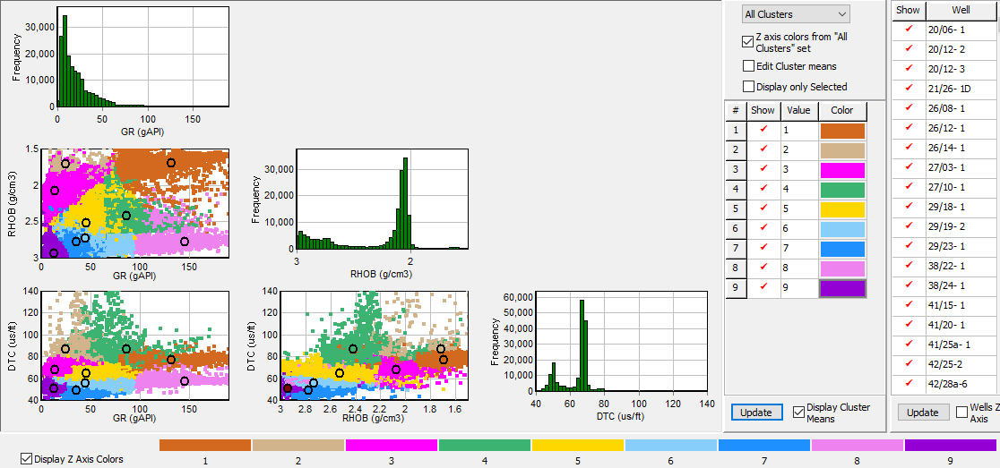 30,000
20,000
10,000
0
Frequency
0 50 100 150
GR (gAPI)
1.5
2
2.5
3
RHOB (g/cm3)
0 50 100 150
GR (gAPI)
30,000
20,000
10,000
0
Frequency
3 2
RHOB (g/cm3)
140
120
100
80
60
40
DTC (us/ft)
0 50 100 150
GR (gAPI)
140
120
100
80
60
40
DTC (us/ft)
3 2.8 2.6 2.4 2.2 2.0 1.8 1.6
RHOB (g/cm3)
60,000
50,000
40,000
30,000
20,000
10,000
0
Frequency
40 60 80 100 120 140
DTC (us/ft)
All Clusters
Z axis colors from "All
Clusters" set
Edit Cluster means
Display only Selected
# Show Value Color
1 1
2 2
3 3
4 4
5 5
6 6
7 7
8 8
9 9
Update
Display Cluster
Means
Show Well
20/06- 1
20/12- 2
20/12- 3
21/26- 1D
26/08- 1
26/12- 1
26/14- 1
27/03- 1
27/10- 1
29/18- 1
29/19- 2
29/23- 1
38/22- 1
38/24- 1
41/15- 1
41/20- 1
41/25a- 1
42/25-2
42/28a-6
Update
Wells Z
Axis
Display Z Axis Colors
1 2 3 4 5 6 7 8 9